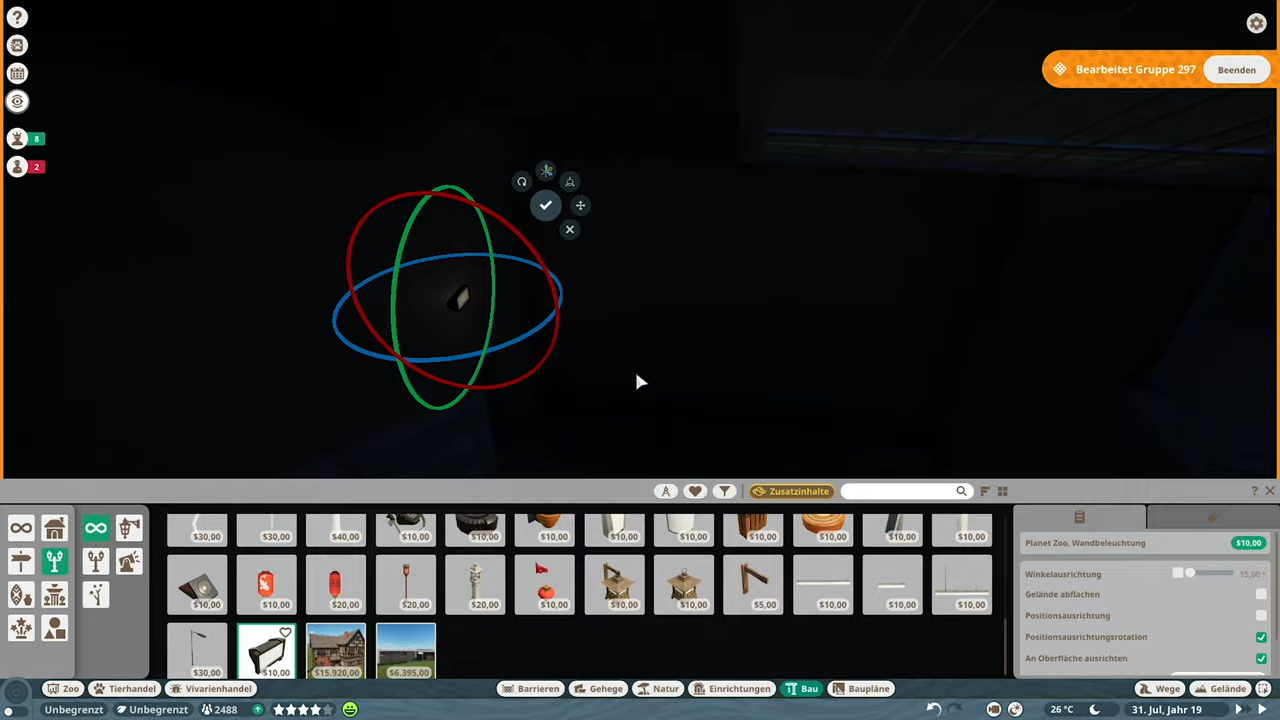 ?
Bearbeitet Gruppe 297
Beenden
8
2
Zusatzinhalte
? ×
$30,00 $30,00 $40,00 $10,00 $10,00 $10,00 $10,00 $10,00 $10,00 $10,00 $10,00 $10,00
$10,00 $10,00 $20,00 $10,00 $20,00 $10,00 $10,00 $10,00 $5,00 $10,00 $10,00 $10,00
$30,00 $10,00 $15.920,00 $6.395,00
Planet Zoo, Wandbeleuchtung $10,00
Winkelausrichtung 15,00°
Gelände abflachen
Positionsausrichtung
Positionsausrichtungsrotation
An Oberfläche ausrichten
Zoo Tierhandel Vivarienhandel Barrieren Gehege Natur Einrichtungen Bau Baupläne Wege Gelände
Unbegrenzt Unbegrenzt 2488 26 °C 31. Jul, Jahr 19